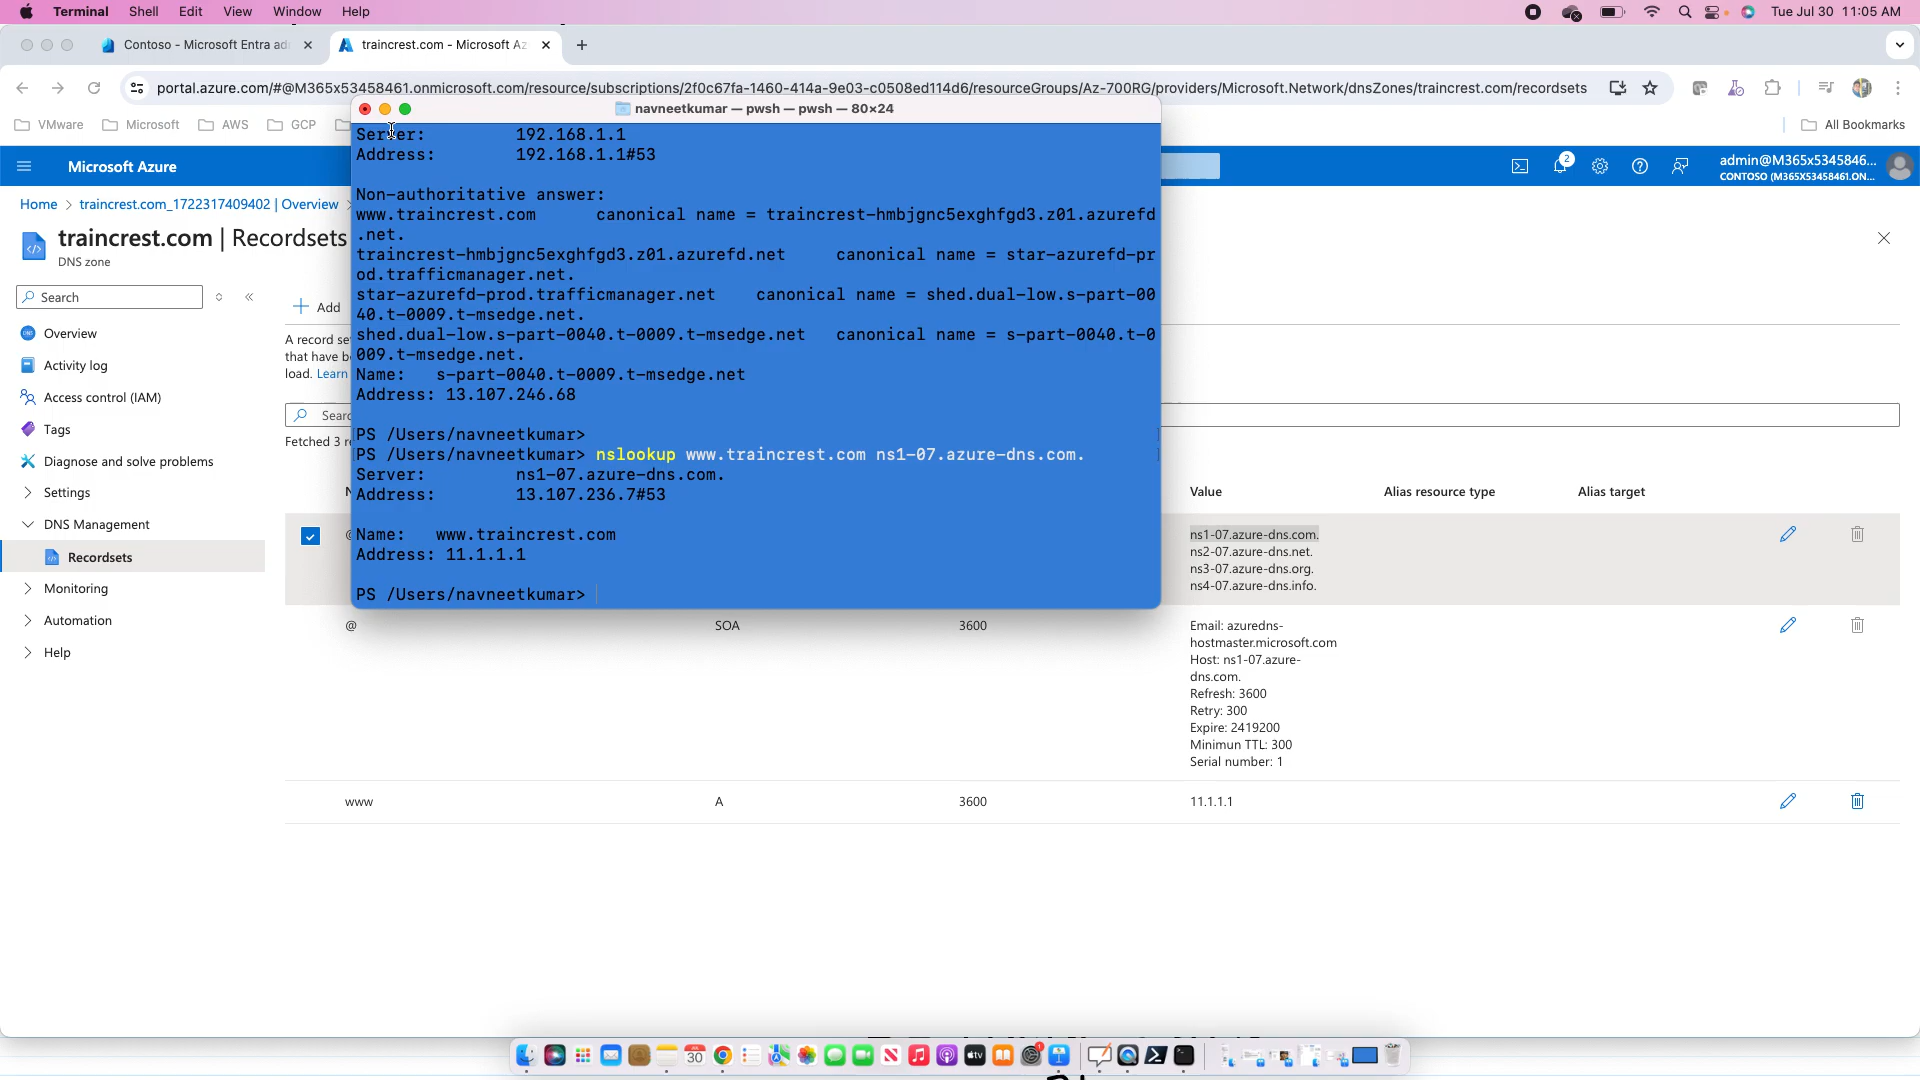 Terminal Shell Edit View Window Help Tue Jul 30 11:05 AM
Contoso - Microsoft Entra ad traincrest.com - Microsoft Az
portal.azure.com/#@M365x53458461.onmicrosoft.com/resource/subscriptions/2f0c67fa-1460-414a-9e03-c0508ed114d6/resourceGroups/Az-700RG/providers/Microsoft.Network/dnsZones/traincrest.com/recordsets
VMware Microsoft AWS GCP All Bookmarks
Microsoft Azure 2 admin@M365x5345846...
CONTOSO (M365X53458461.ON...
Home > traincrest.com_1722317409402 | Overview >
traincrest.com | Recordsets
DNS zone
Search
Overview
Activity log
Access control (IAM)
Tags
Diagnose and solve problems
Settings
DNS Management
Recordsets
Monitoring
Automation
Help
Add
A record se
that have b
load. Learn
Sear
Fetched 3 r
navneetkumar — pwsh — pwsh — 80×24
Server: 192.168.1.1
Address: 192.168.1.1#53
Non-authoritative answer:
www.traincrest.com canonical name = traincrest-hmbjgnc5exghfgd3.z01.azurefd
.net.
traincrest-hmbjgnc5exghfgd3.z01.azurefd.net canonical name = star-azurefd-pr
od.trafficmanager.net.
star-azurefd-prod.trafficmanager.net canonical name = shed.dual-low.s-part-00
40.t-0009.t-msedge.net.
shed.dual-low.s-part-0040.t-0009.t-msedge.net canonical name = s-part-0040.t-0
009.t-msedge.net.
Name: s-part-0040.t-0009.t-msedge.net
Address: 13.107.246.68
PS /Users/navneetkumar>
PS /Users/navneetkumar> nslookup www.traincrest.com ns1-07.azure-dns.com.
Server: ns1-07.azure-dns.com.
Address: 13.107.236.7#53
Name: www.traincrest.com
Address: 11.1.1.1
PS /Users/navneetkumar>
Value Alias resource type Alias target
ns1-07.azure-dns.com.
ns2-07.azure-dns.net.
ns3-07.azure-dns.org.
ns4-07.azure-dns.info.
@ SOA 3600 Email: azuredns-
hostmaster.microsoft.com
Host: ns1-07.azure-
dns.com.
Refresh: 3600
Retry: 300
Expire: 2419200
Minimun TTL: 300
Serial number: 1
www A 3600 11.1.1.1
JUL
30
tv
1